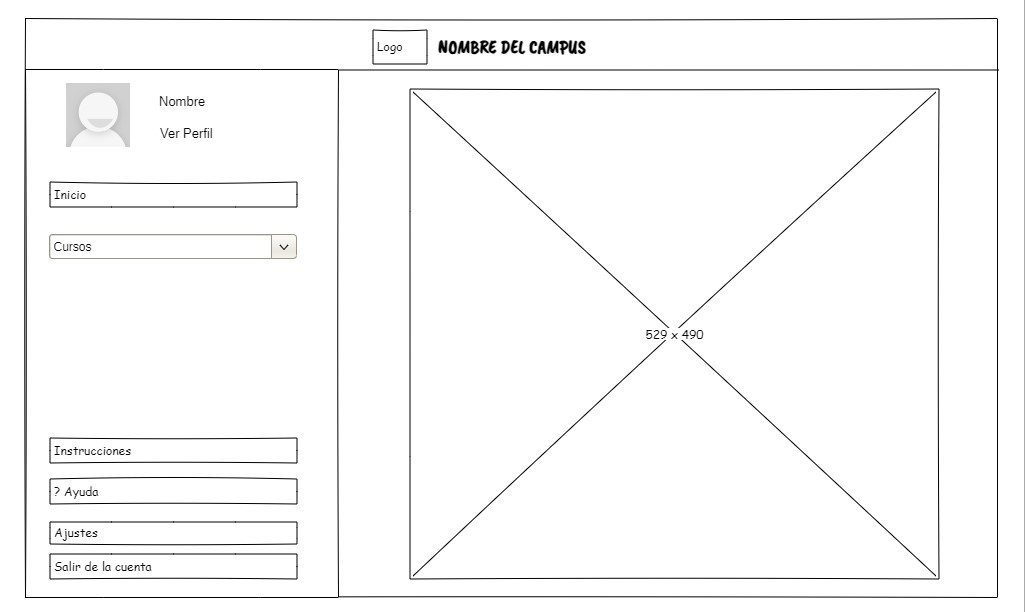 Logo
NOMBRE DEL CAMPUS
Nombre
Ver Perfil
Inicio
Cursos
529 x 490
Instrucciones
? Ayuda
Ajustes
Salir de la cuenta